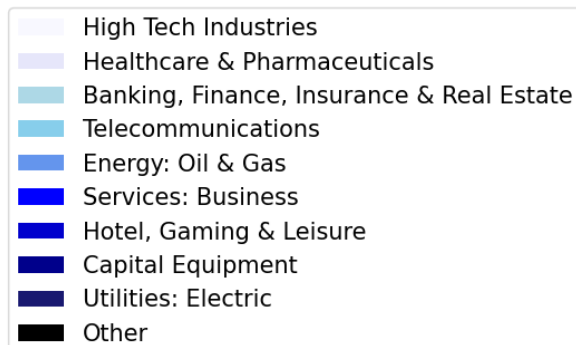 High Tech Industries
Healthcare & Pharmaceuticals
Banking, Finance, Insurance & Real Estate
Telecommunications
Energy: Oil & Gas
Services: Business
Hotel, Gaming & Leisure
Capital Equipment
Utilities: Electric
Other